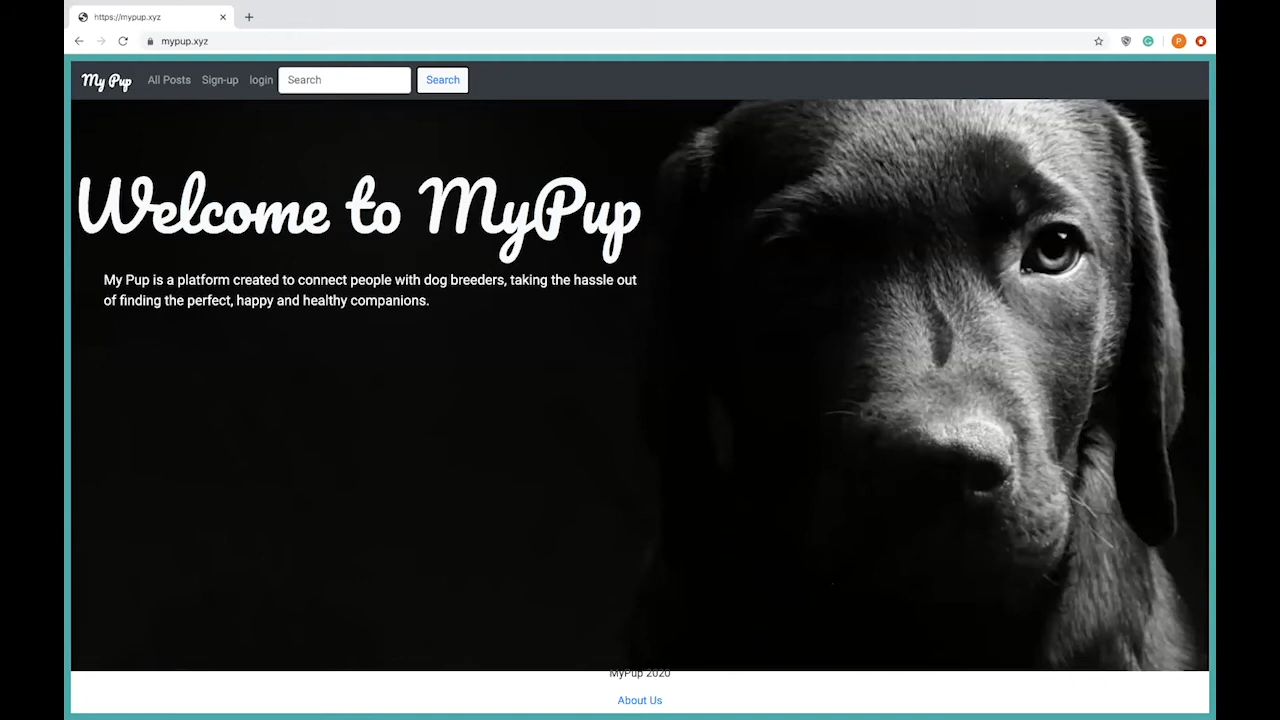 https://mypup.xyz
mypup.xyz
P
My Pup All Posts Sign-up login Search Search
Welcome to MyPup
My Pup is a platform created to connect people with dog breeders, taking the hassle out
of finding the perfect, happy and healthy companions.
MyPup 2020
About Us